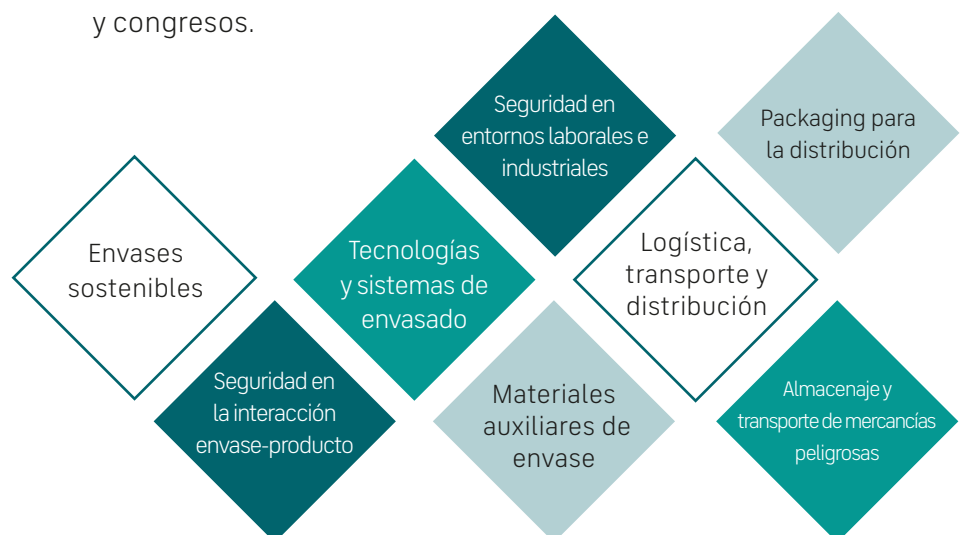 y congresos.
Seguridad en
entornos laborales e
industriales
Packaging para
la distribución
Envases
sostenibles
Tecnologías
y sistemas de
envasado
Logística,
transporte y
distribución
Seguridad en
la interacción
envase-producto
Materiales
auxiliares de
envase
Almacenaje y
transporte de mercancías
peligrosas